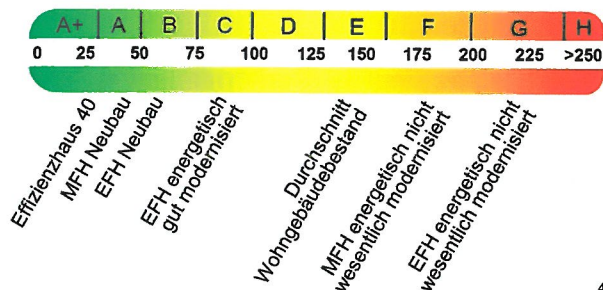 A+ A B C D E F G H
0 25 50 75 100 125 150 175 200 225 >250
Effizienzhaus 40
MFH Neubau
EFH Neubau
EFH energetisch
gut modernisiert
Durchschnitt
Wohngebäudebestand
MFH energetisch nicht
wesentlich modernisiert
EFH energetisch nicht
wesentlich modernisiert